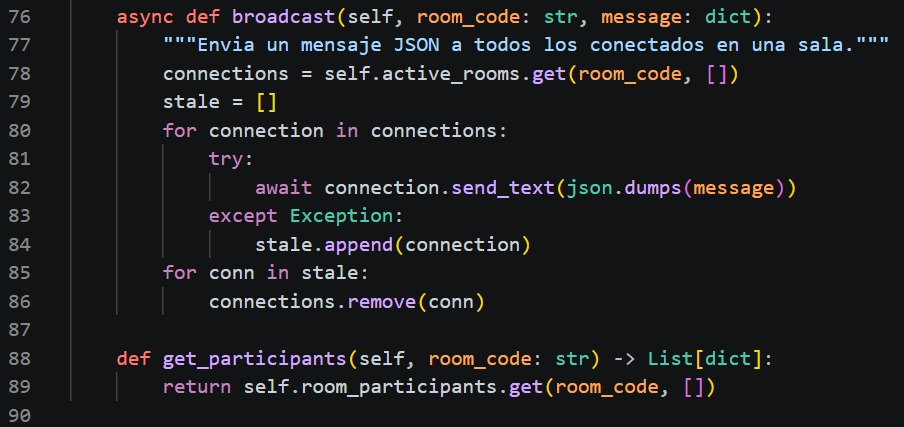 76 async def broadcast(self, room_code: str, message: dict):
77 """Envia un mensaje JSON a todos los conectados en una sala."""
78 connections = self.active_rooms.get(room_code, [])
79 stale = []
80 for connection in connections:
81 try:
82 await connection.send_text(json.dumps(message))
83 except Exception:
84 stale.append(connection)
85 for conn in stale:
86 connections.remove(conn)
87
88 def get_participants(self, room_code: str) -> List[dict]:
89 return self.room_participants.get(room_code, [])
90